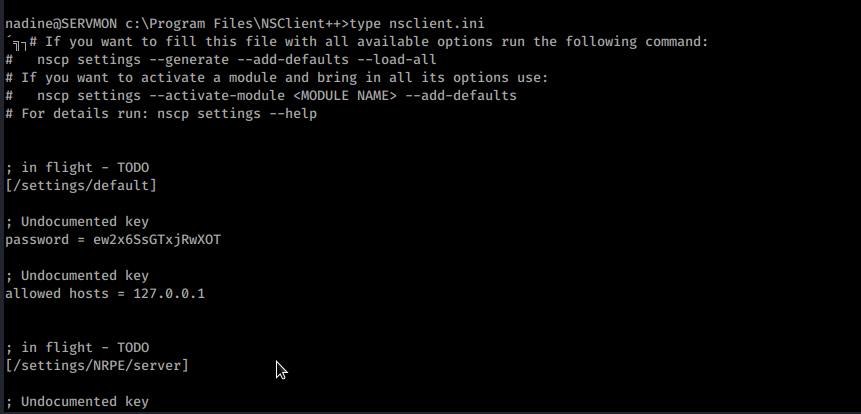 nadine@SERVMON c:\Program Files\NSClient++>type nsclient.ini
´╗┐# If you want to fill this file with all available options run the following command:
#   nscp settings --generate --add-defaults --load-all
# If you want to activate a module and bring in all its options use:
#   nscp settings --activate-module <MODULE NAME> --add-defaults
# For details run: nscp settings --help
; in flight - TODO
[/settings/default]
; Undocumented key
password = ew2x6SsGTxjRwXOT
; Undocumented key
allowed hosts = 127.0.0.1
; in flight - TODO
[/settings/NRPE/server]
; Undocumented key